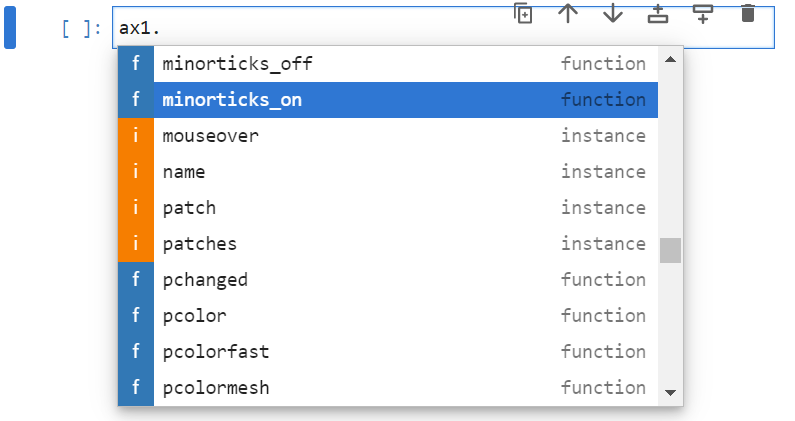 [ ]: ax1.
f minorticks_off function
f minorticks_on function
i mouseover instance
i name instance
i patch instance
i patches instance
f pchanged function
f pcolor function
f pcolorfast function
f pcolormesh function